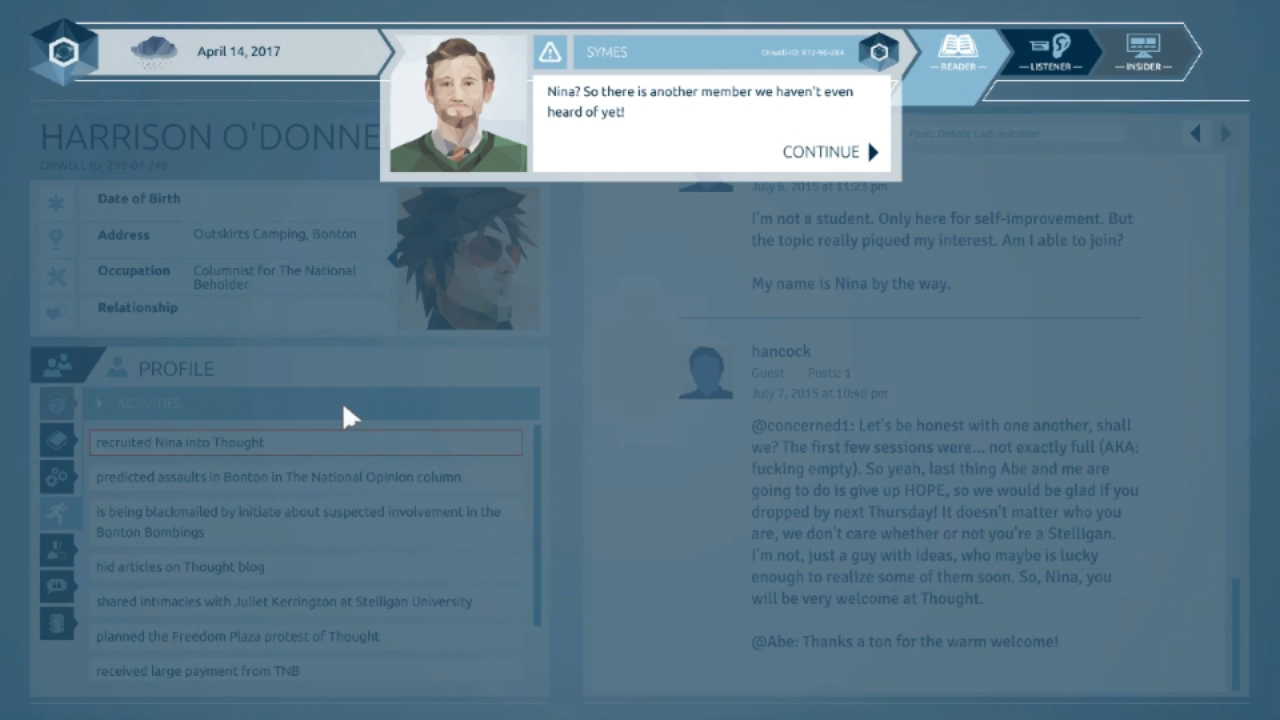 April 14, 2017
SYMES
Nina? So there is another member we haven't even
heard of yet!
CONTINUE
READER
LISTENER
INSIDER
HARRISON O'DONNE
ORWELL ID: 299-04-248
Date of Birth
Address Outskirts Camping, Bonton
Occupation Columnist for The National
Beholder
Relationship
PROFILE
ACTIVITIES
recruited Nina into Thought
predicted assaults in Bonton in The National Opinion column
is being blackmailed by initiate about suspected involvement in the
Bonton Bombings
hid articles on Thought blog
shared intimacies with Juliet Kerrington at Stelligan University
planned the Freedom Plaza protest of Thought
received large payment from TNB
Topic: Debate Club Invitation
July 6, 2015 at 11:23 pm
I'm not a student. Only here for self-improvement. But
the topic really piqued my interest. Am I able to join?
My name is Nina by the way.
hancock
Guest Posts: 1
July 7, 2015 at 10:40 pm
@concerned1: Let's be honest with one another, shall
we? The first few sessions were... not exactly full (AKA:
fucking empty). So yeah, last thing Abe and me are
going to do is give up HOPE, so we would be glad if you
dropped by next Thursday! It doesn't matter who you
are, we don't care whether or not you're a Stelligan.
I'm not, just a guy with ideas, who maybe is lucky
enough to realize some of them soon. So, Nina, you
will be very welcome at Thought.
@Abe: Thanks a ton for the warm welcome!